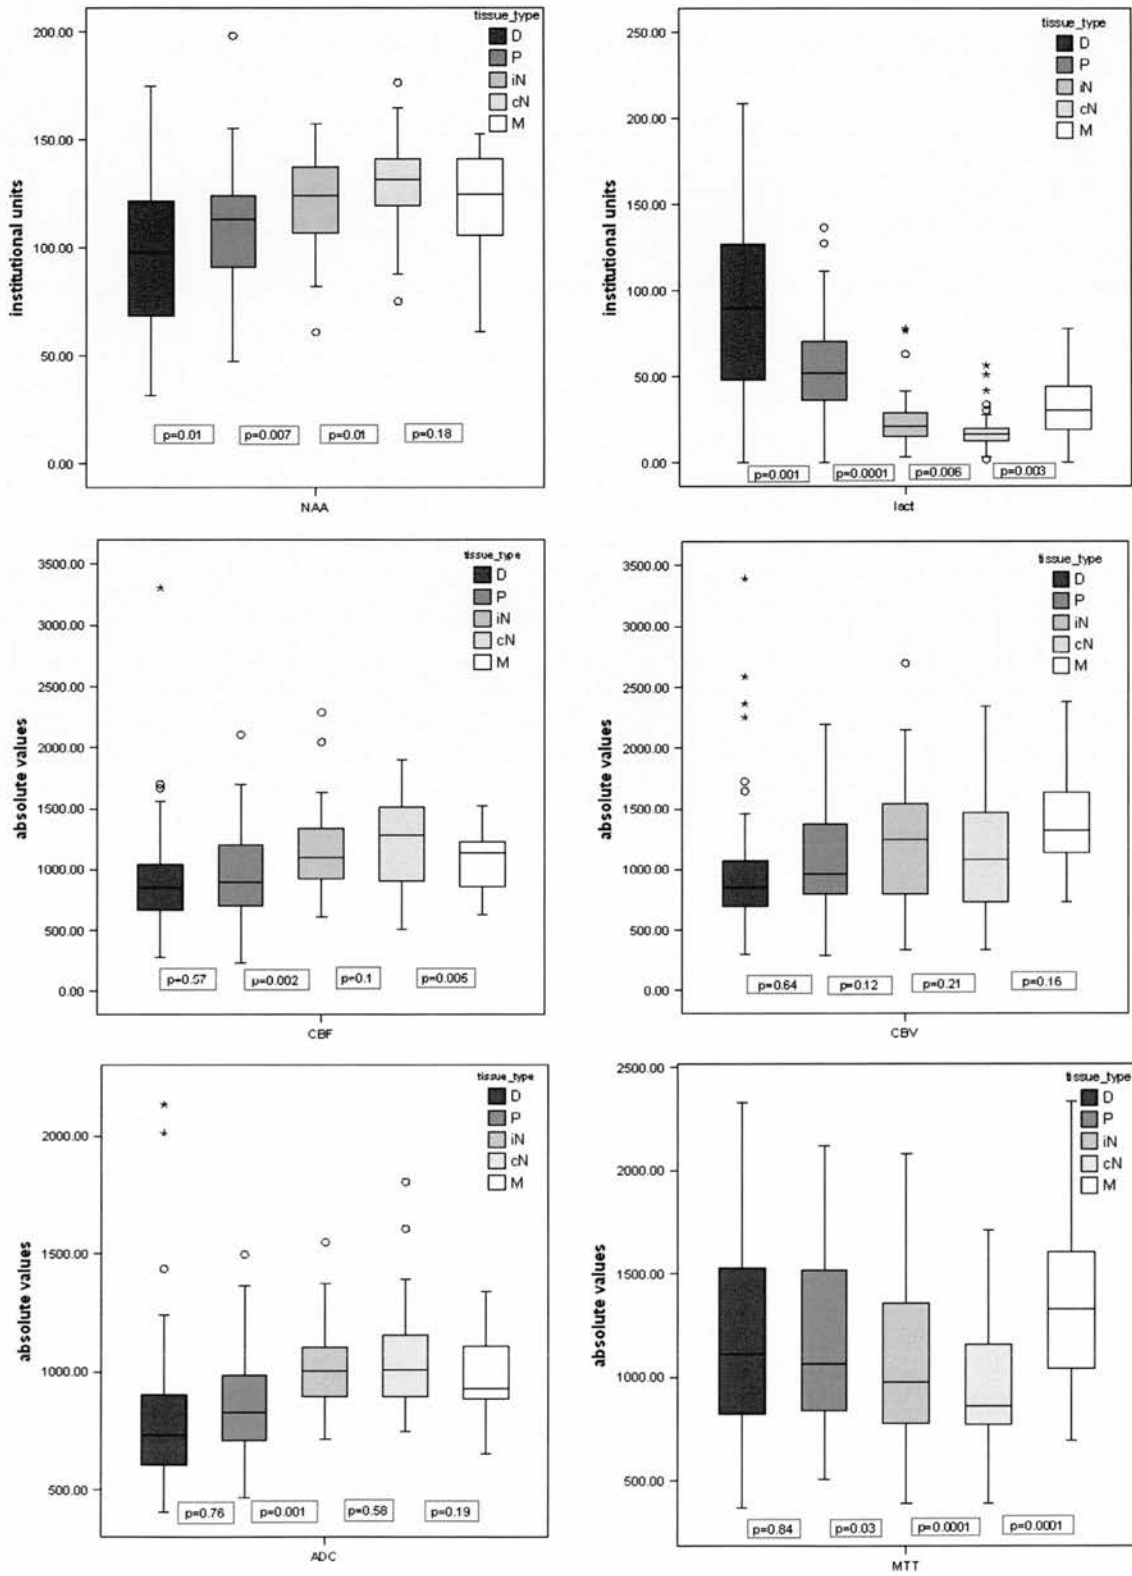 tissue_type
D
P
iN
cN
M
200.00
150.00
100.00
50.00
0.00
institutional units
p=0.01
p=0.007
p=0.01
p=0.18
NAA
tissue_type
D
P
iN
cN
M
250.00
200.00
150.00
100.00
50.00
0.00
institutional units
p=0.001
p=0.0001
p=0.006
p=0.003
lact
tissue_type
D
P
iN
cN
M
3500.00
3000.00
2500.00
2000.00
1500.00
1000.00
500.00
0.00
absolute values
p=0.57
p=0.002
p=0.1
p=0.005
CBF
tissue_type
D
P
iN
cN
M
3500.00
3000.00
2500.00
2000.00
1500.00
1000.00
500.00
0.00
absolute values
p=0.64
p=0.12
p=0.21
p=0.16
CBV
tissue_type
D
P
iN
cN
M
2000.00
1500.00
1000.00
500.00
absolute values
p=0.76
p=0.001
p=0.58
p=0.19
ADC
tissue_type
D
P
iN
cN
M
2500.00
2000.00
1500.00
1000.00
500.00
absolute values
p=0.84
p=0.03
p=0.0001
p=0.0001
MTT